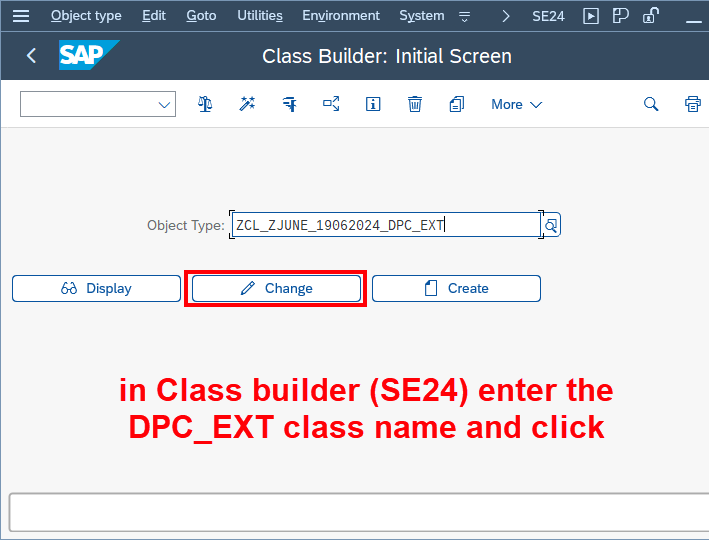 Object type Edit Goto Utilities Environment System SE24
SAP Class Builder: Initial Screen
More
Object Type: ZCL_ZJUNE_19062024_DPC_EXT
Display Change Create
in Class builder (SE24) enter the
DPC_EXT class name and click